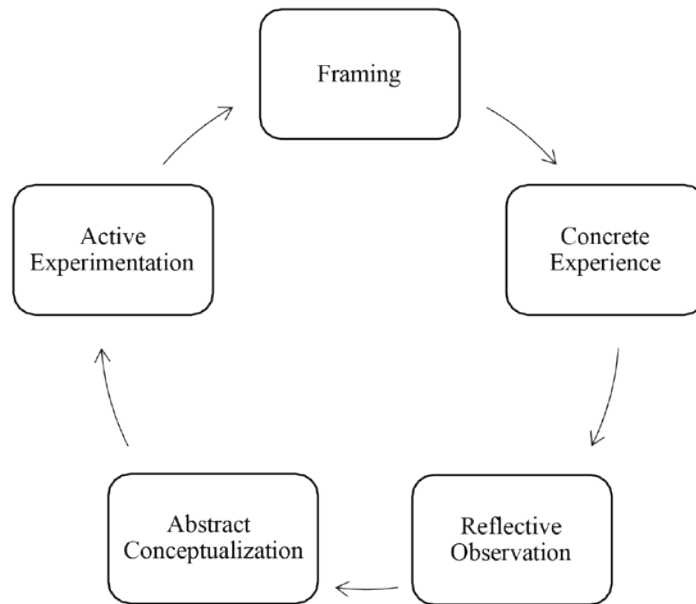 Framing
Concrete
Experience
Reflective
Observation
Abstract
Conceptualization
Active
Experimentation